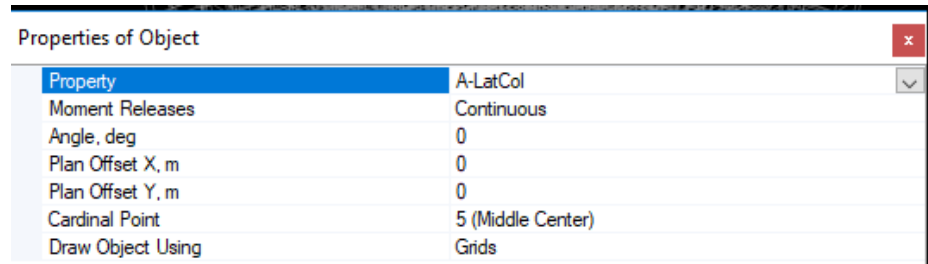 Properties of Object
x
Property A-LatCol
Moment Releases Continuous
Angle, deg 0
Plan Offset X, m 0
Plan Offset Y, m 0
Cardinal Point 5 (Middle Center)
Draw Object Using Grids